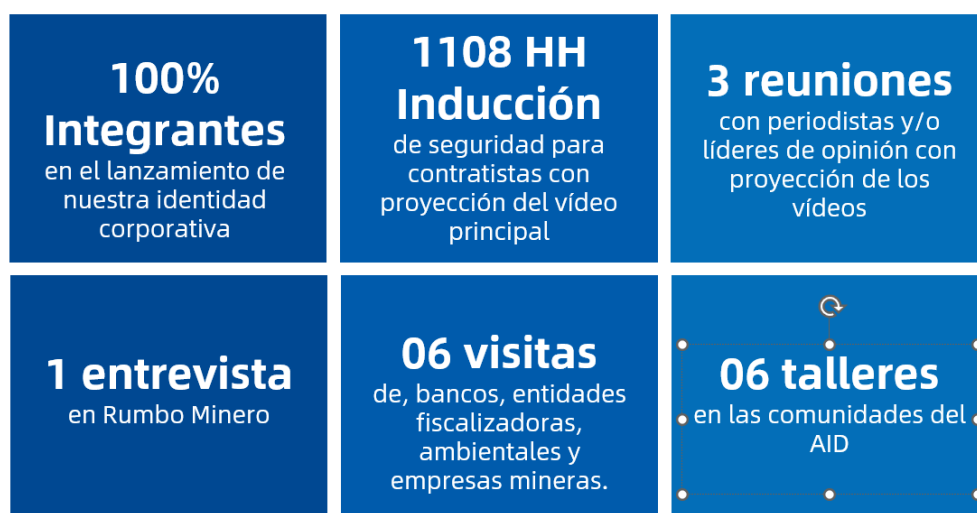 100%
Integrantes
en el lanzamiento de
nuestra identidad
corporativa
1108 HH
Inducción
de seguridad para
contratistas con
proyección del vídeo
principal
3 reuniones
con periodistas y/o
líderes de opinión con
proyección de los
vídeos
1 entrevista
en Rumbo Minero
06 visitas
de, bancos, entidades
fiscalizadoras,
ambientales y
empresas mineras.
06 talleres
en las comunidades del
AID